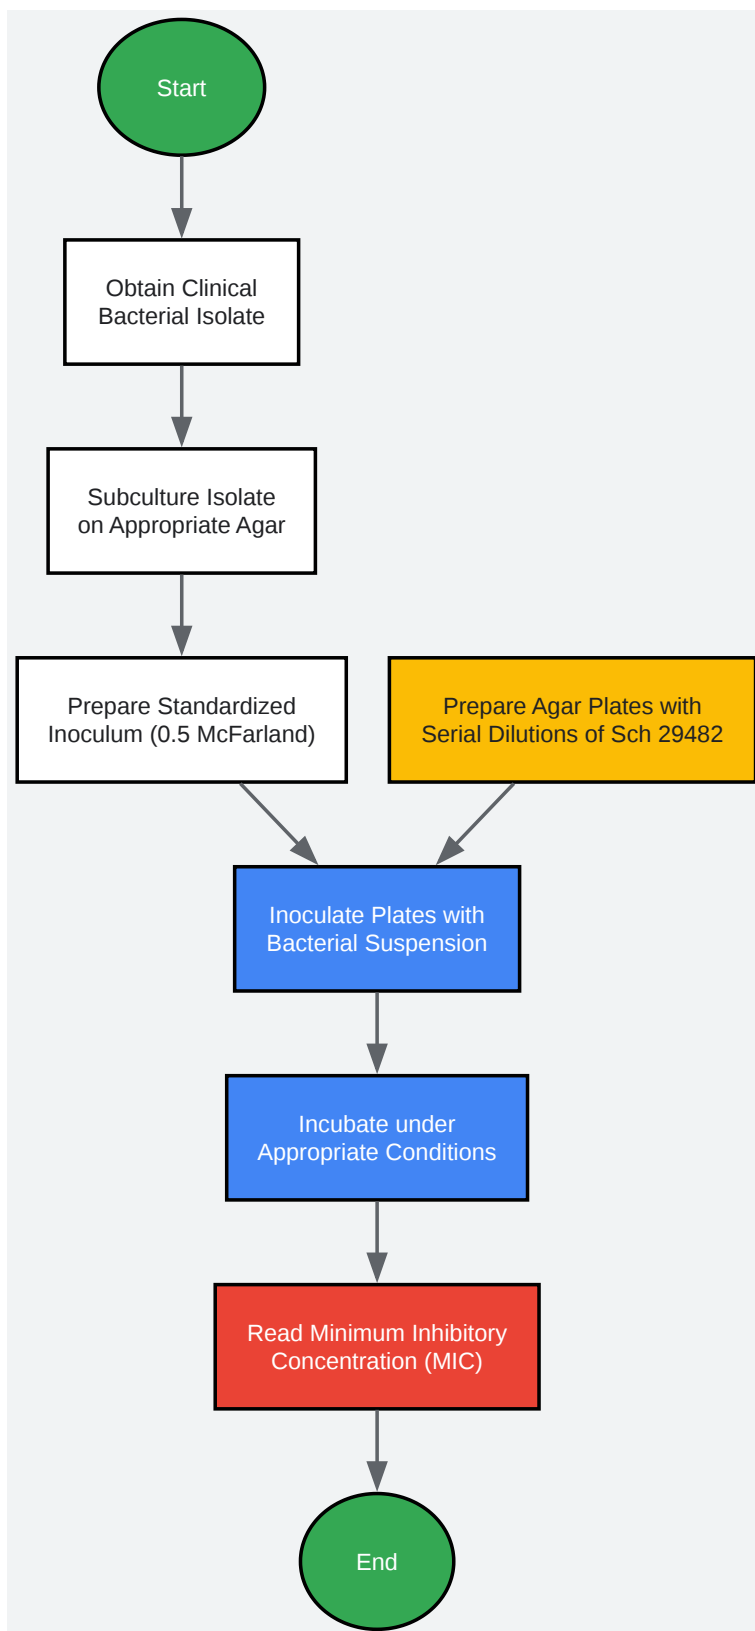 Start
Obtain Clinical
Bacterial Isolate
Subculture Isolate
on Appropriate Agar
Prepare Standardized
Inoculum (0.5 McFarland)
Prepare Agar Plates with
Serial Dilutions of Sch 29482
Inoculate Plates with
Bacterial Suspension
Incubate under
Appropriate Conditions
Read Minimum Inhibitory
Concentration (MIC)
End